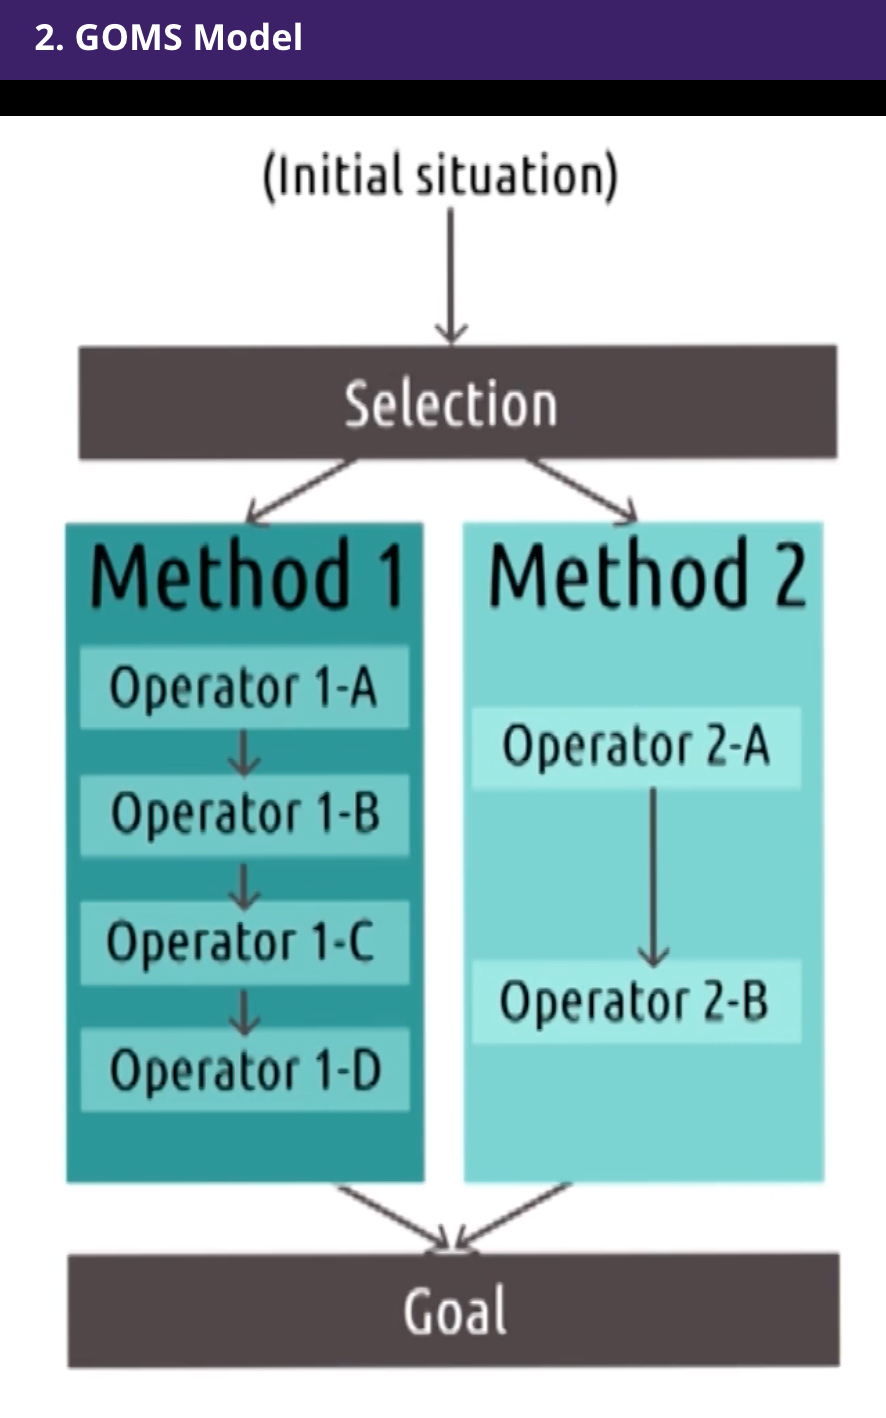 2. GOMS Model
(Initial situation)
Selection
Method 1
Operator 1-A
Operator 1-B
Operator 1-C
Operator 1-D
Method 2
Operator 2-A
Operator 2-B
Goal